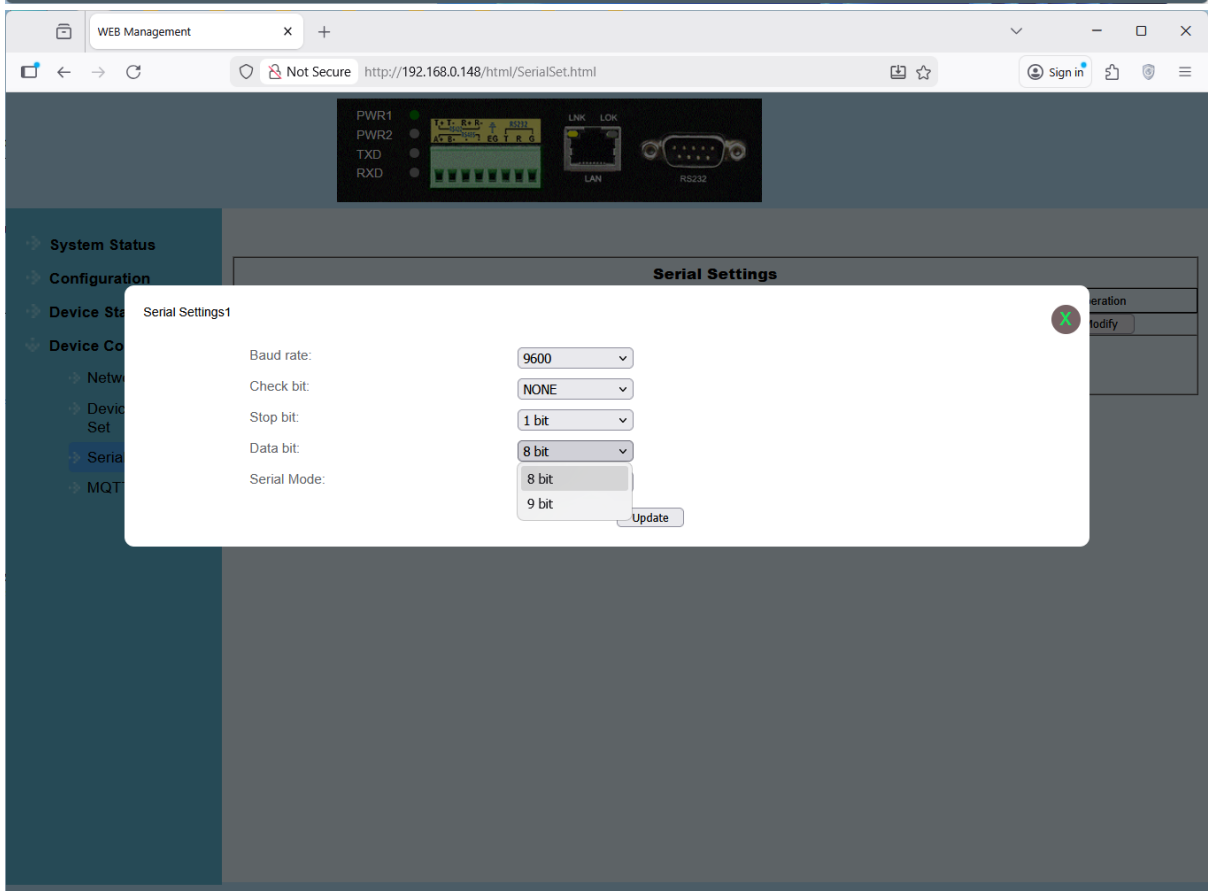 WEB Management
Not Secure http://192.168.0.148/html/SerialSet.html
Sign in
PWR1
PWR2
TXD
RXD
T+ T- R+ R- RS232
A+ B- EG T R G
LNK LOK
LAN
RS232
System Status
Configuration
Device Sta
Device Co
Netw
Devic
Set
Seria
MQT
Serial Settings
eration
Modify
Serial Settings1
X
Baud rate: 9600
Check bit: NONE
Stop bit: 1 bit
Data bit: 8 bit
Serial Mode:
8 bit
9 bit
Update